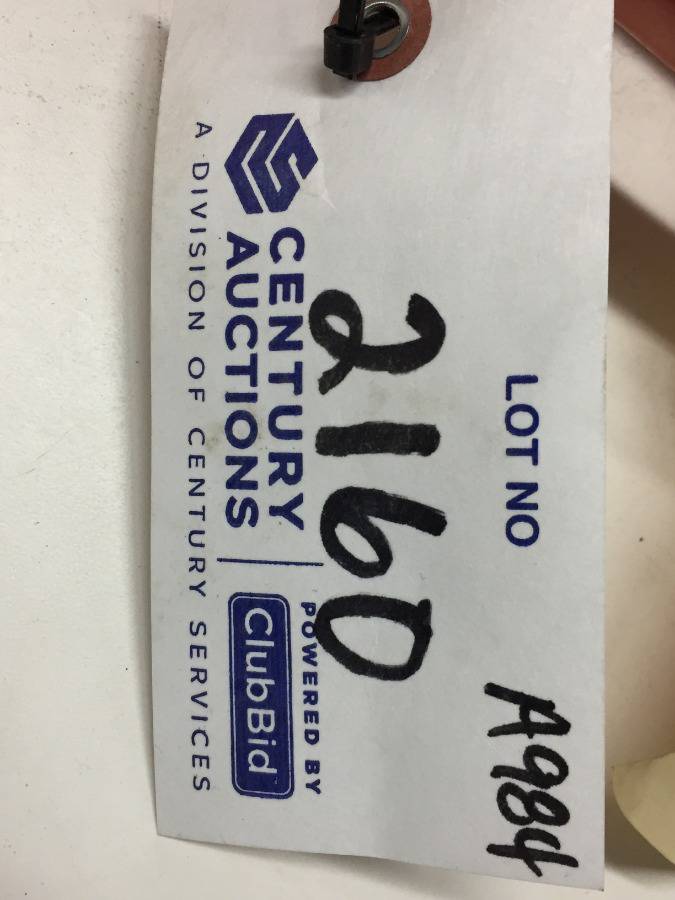 LOT NO
A984
2160
CENTURY
AUCTIONS
POWERED BY
ClubBid
A DIVISION OF CENTURY SERVICES